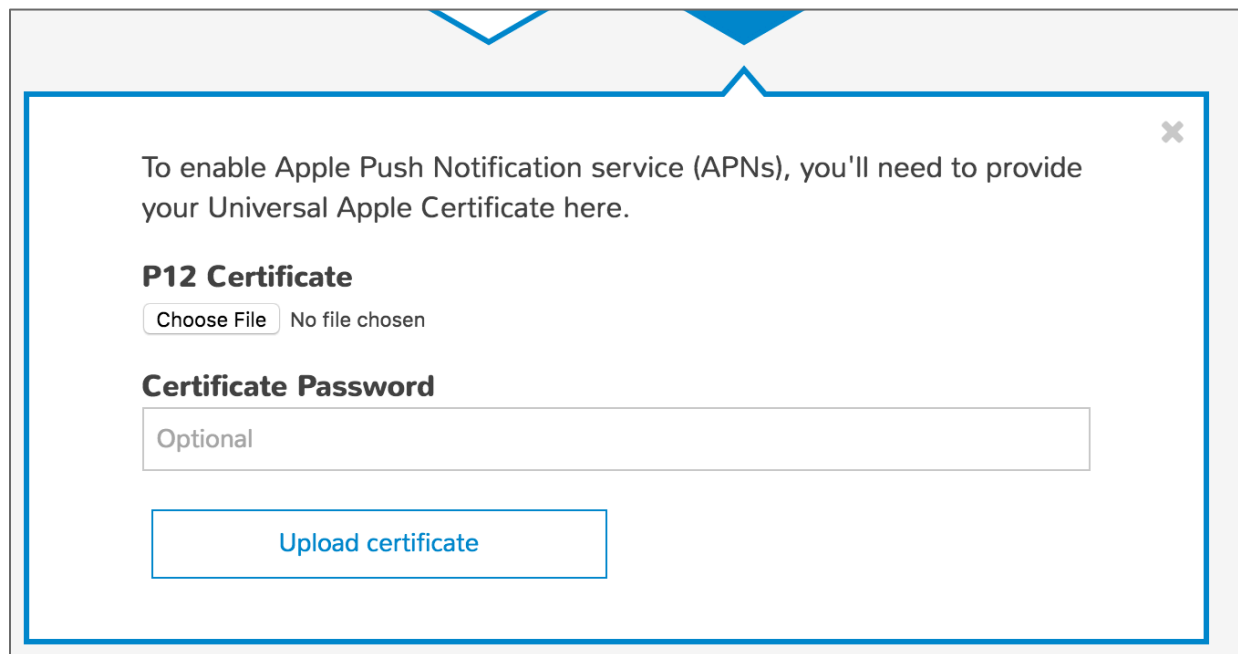 To enable Apple Push Notification service (APNs), you'll need to provide
your Universal Apple Certificate here.
P12 Certificate
Choose File No file chosen
Certificate Password
Optional
Upload certificate